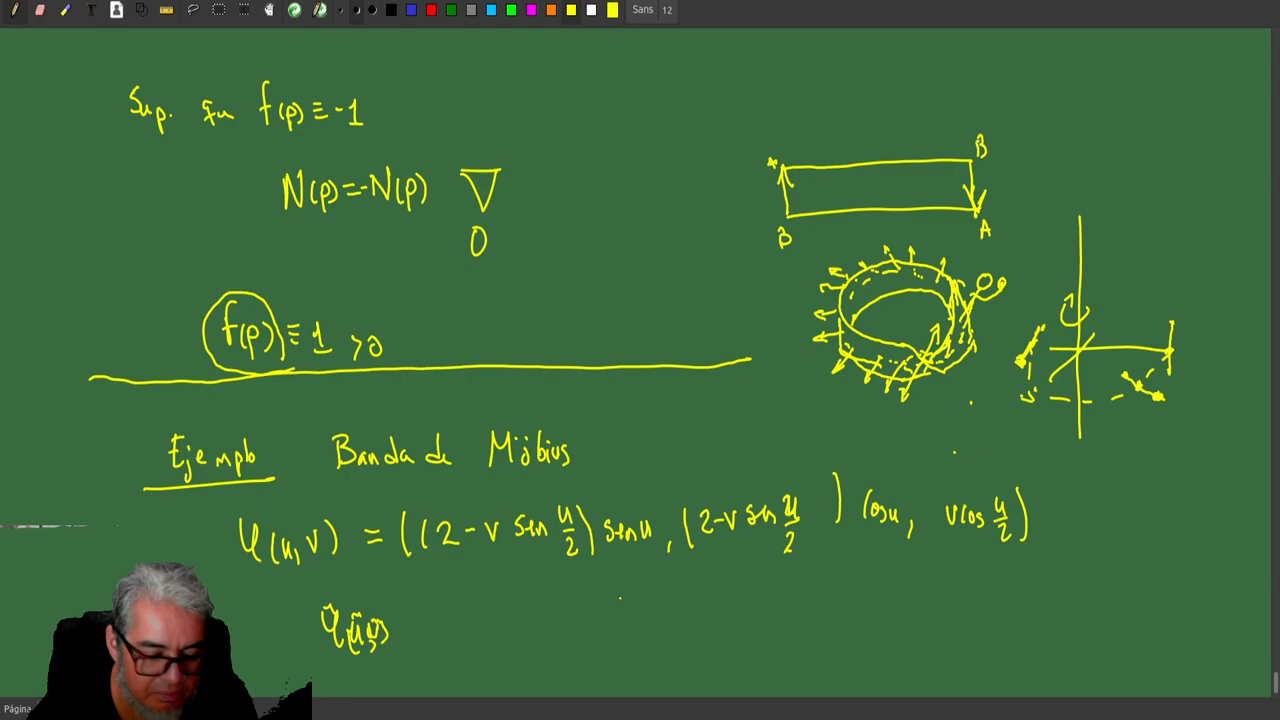 Sans 12
Sup. que f(p) ≡ -1
N(p) = -N(p) ▽
0
f(p) ≡ 1 > 0
A B
B A
Ejemplo Banda de Möbius
φ(u,v) = ((2 - v sen u/2) sen u, (2 - v sen u/2) cos u, v cos u/2)
φ̃(ũ,ṽ)
Página